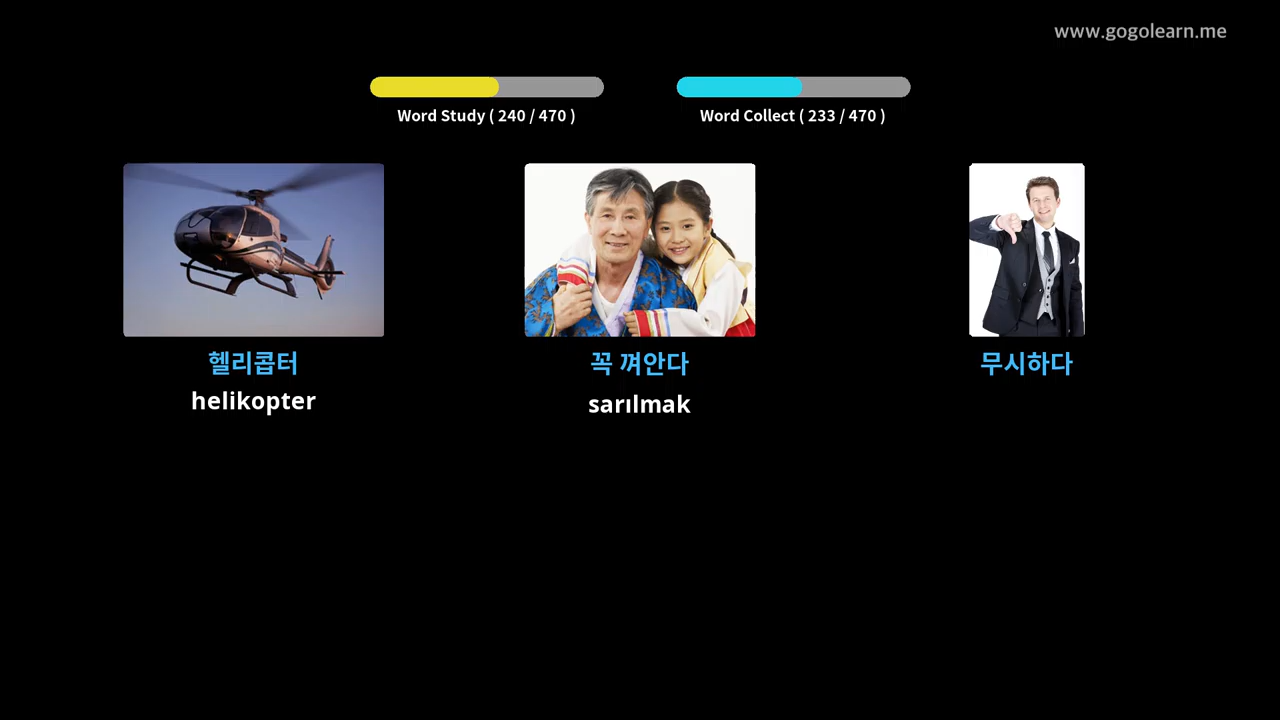 www.gogolearn.me
Word Study ( 240 / 470 )
Word Collect ( 233 / 470 )
헬리콥터
꼭 껴안다
무시하다
helikopter
sarılmak